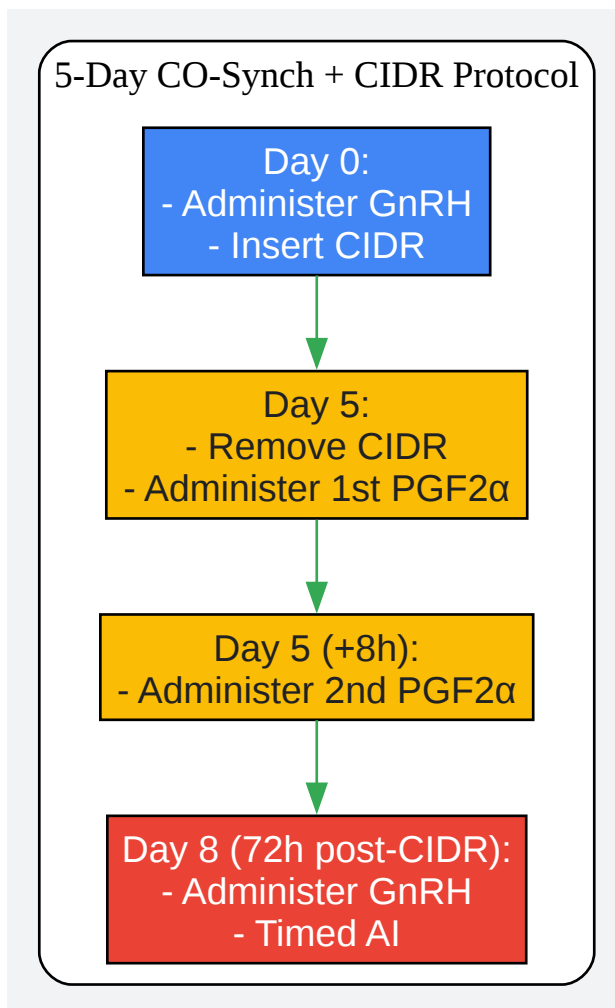 5-Day CO-Synch + CIDR Protocol
Day 0:
- Administer GnRH
- Insert CIDR
Day 5:
- Remove CIDR
- Administer 1st PGF2α
Day 5 (+8h):
- Administer 2nd PGF2α
Day 8 (72h post-CIDR):
- Administer GnRH
- Timed AI